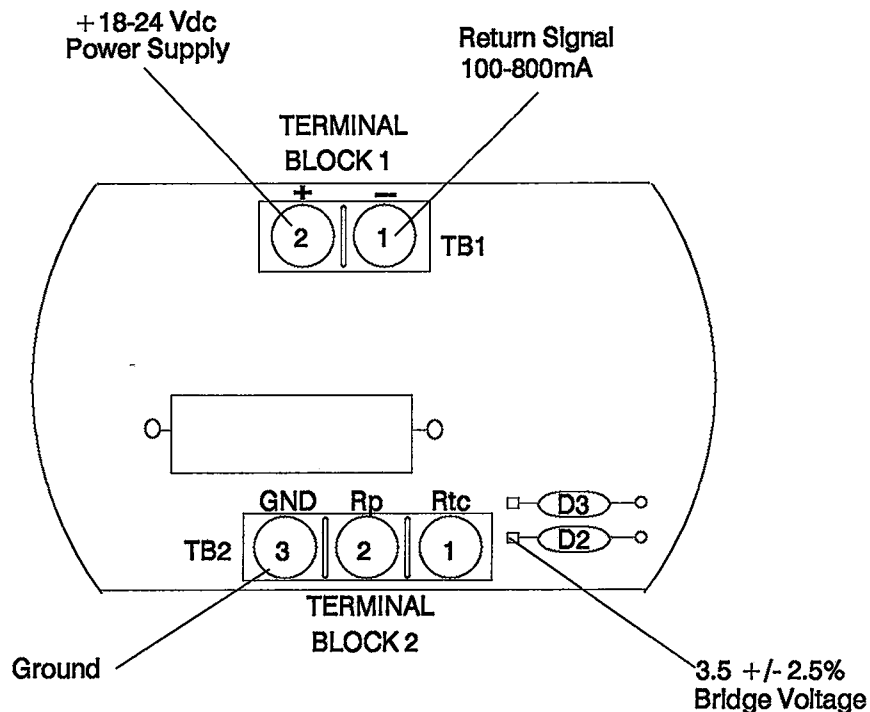 +18-24 Vdc
Power Supply
Return Signal
100-800mA
TERMINAL
BLOCK 1
+ −
2 1 TB1
GND Rp Rtc
D3
TB2 3 2 1
D2
TERMINAL
BLOCK 2
Ground
3.5 +/- 2.5%
Bridge Voltage